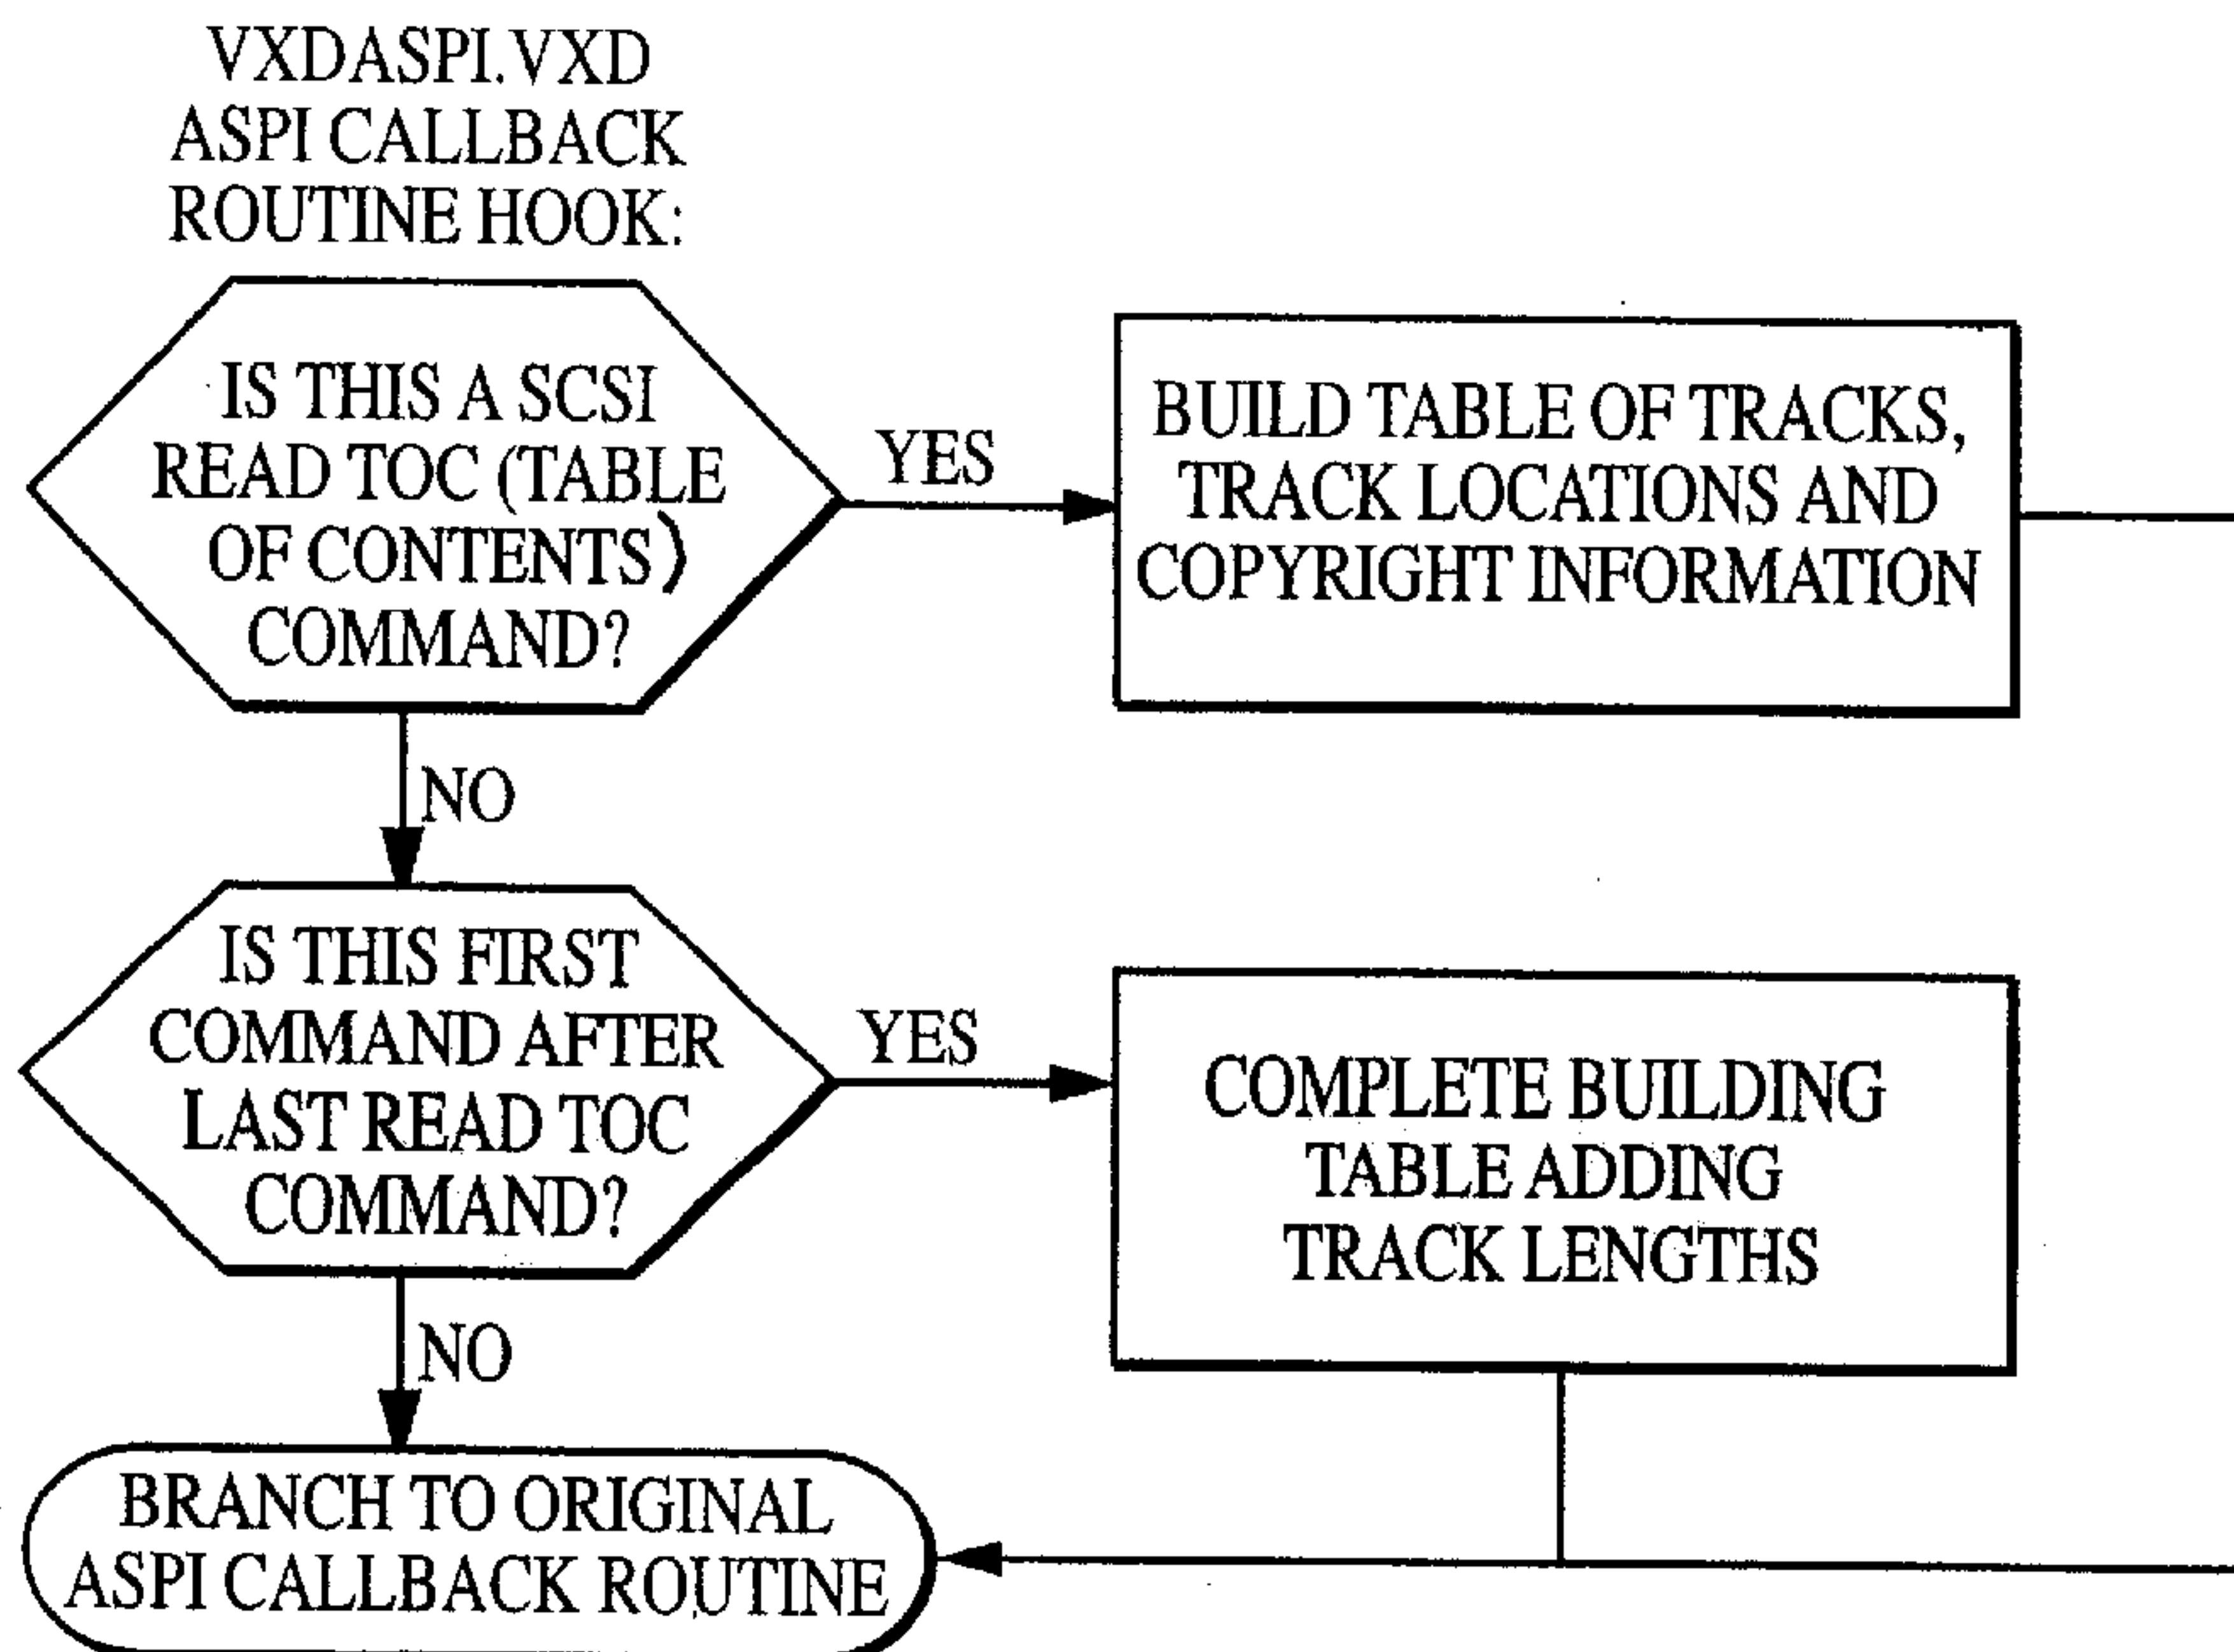 VXDASPI.VXD
ASPI CALLBACK
ROUTINE HOOK:
IS THIS A SCSI
READ TOC (TABLE
OF CONTENTS)
COMMAND?
YES
BUILD TABLE OF TRACKS,
TRACK LOCATIONS AND
COPYRIGHT INFORMATION
NO
IS THIS FIRST
COMMAND AFTER
LAST READ TOC
COMMAND?
YES
COMPLETE BUILDING
TABLE ADDING
TRACK LENGTHS
NO
BRANCH TO ORIGINAL
ASPI CALLBACK ROUTINE